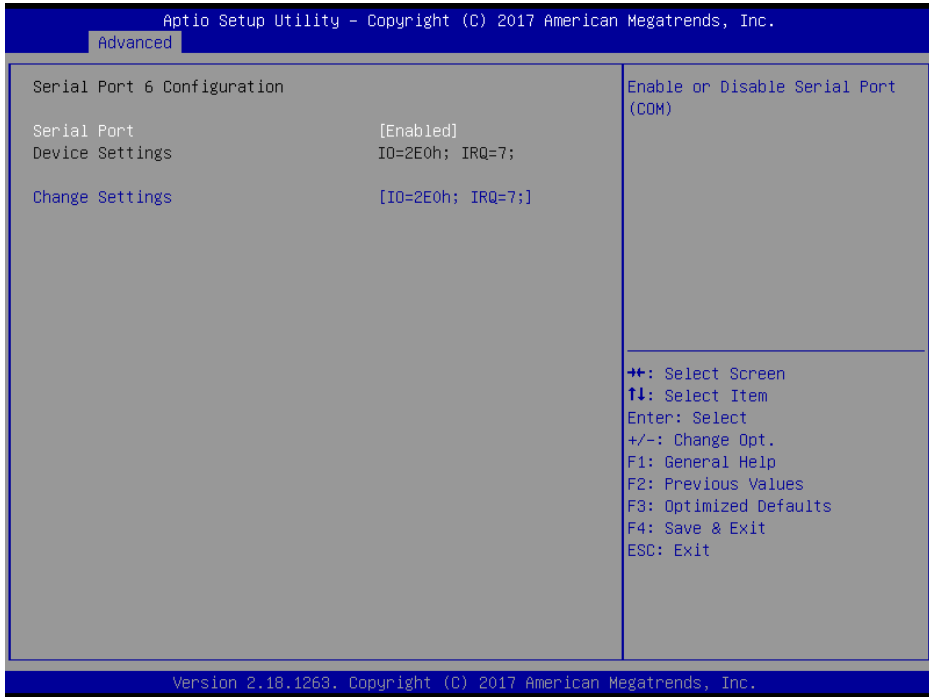 Aptio Setup Utility – Copyright (C) 2017 American Megatrends, Inc.
Advanced
Serial Port 6 Configuration
Serial Port [Enabled]
Device Settings IO=2E0h; IRQ=7;
Change Settings [IO=2E0h; IRQ=7;]
Enable or Disable Serial Port
(COM)
→←: Select Screen
↑↓: Select Item
Enter: Select
+/-: Change Opt.
F1: General Help
F2: Previous Values
F3: Optimized Defaults
F4: Save & Exit
ESC: Exit
Version 2.18.1263. Copyright (C) 2017 American Megatrends, Inc.